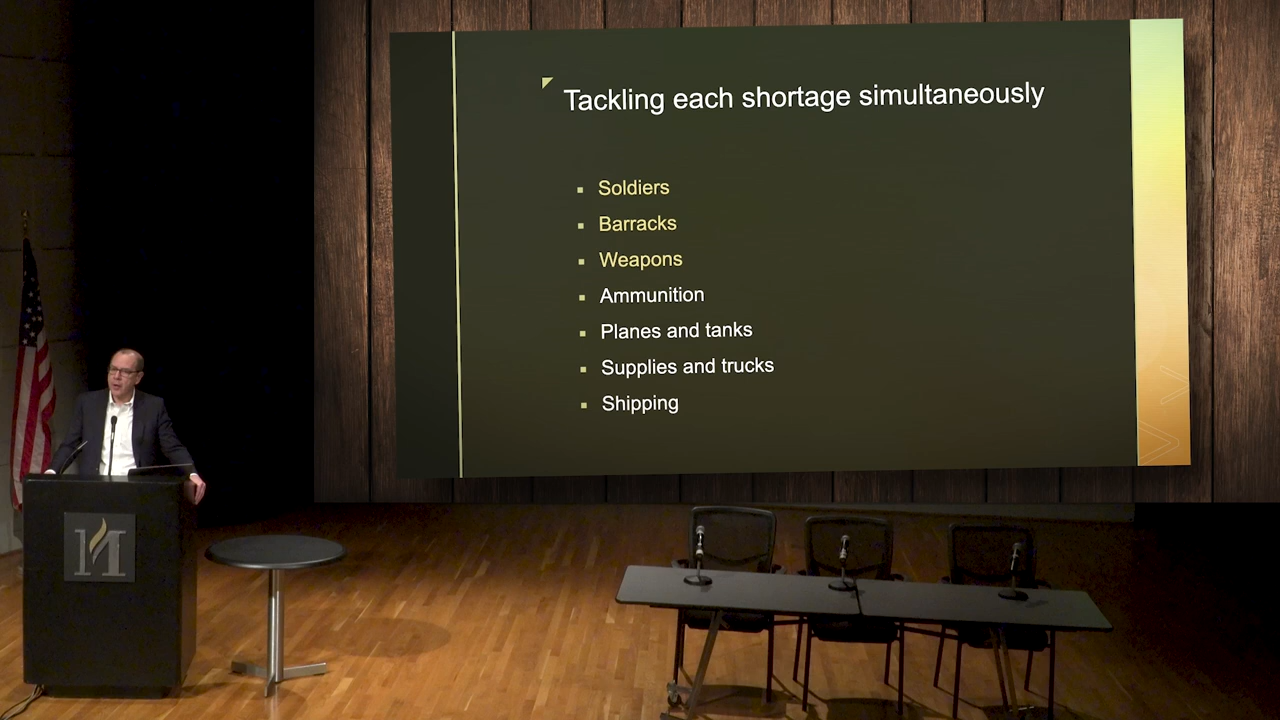 Tackling each shortage simultaneously
Soldiers
Barracks
Weapons
Ammunition
Planes and tanks
Supplies and trucks
Shipping